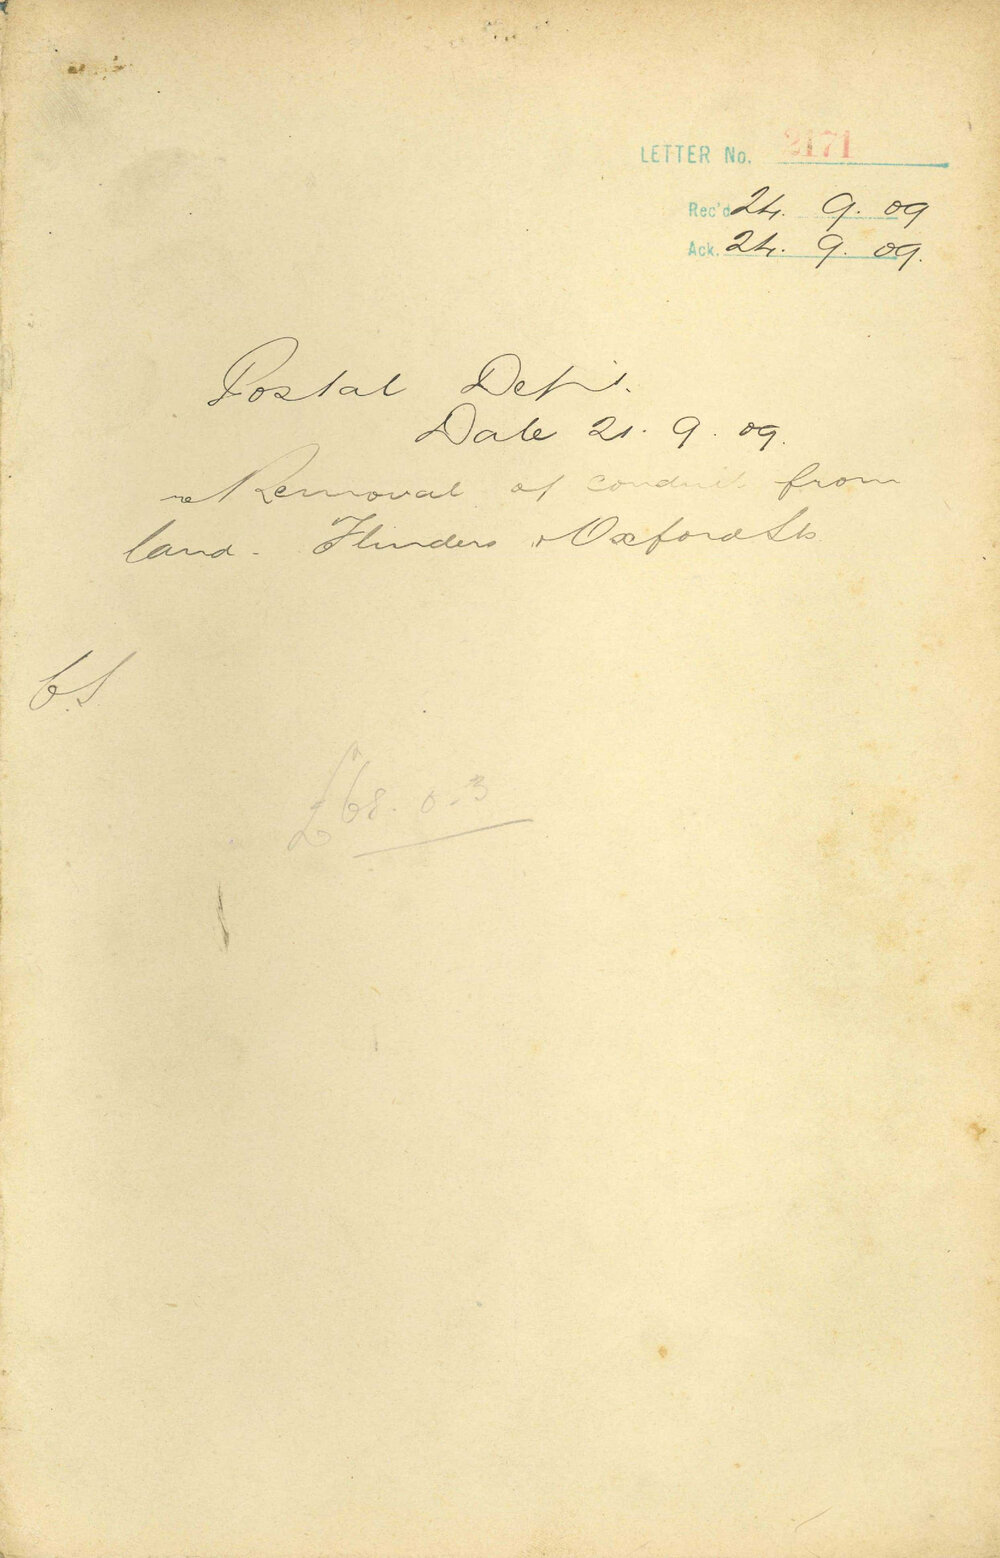 LETTER No. 2171
Rec'd 24. 9. 09
Ack. 24. 9. 09.
Postal Dept.
Date 21. 9. 09.
re Removal of conduit from
land - Flinders & Oxford Sts
C.S
£68. 0. 3